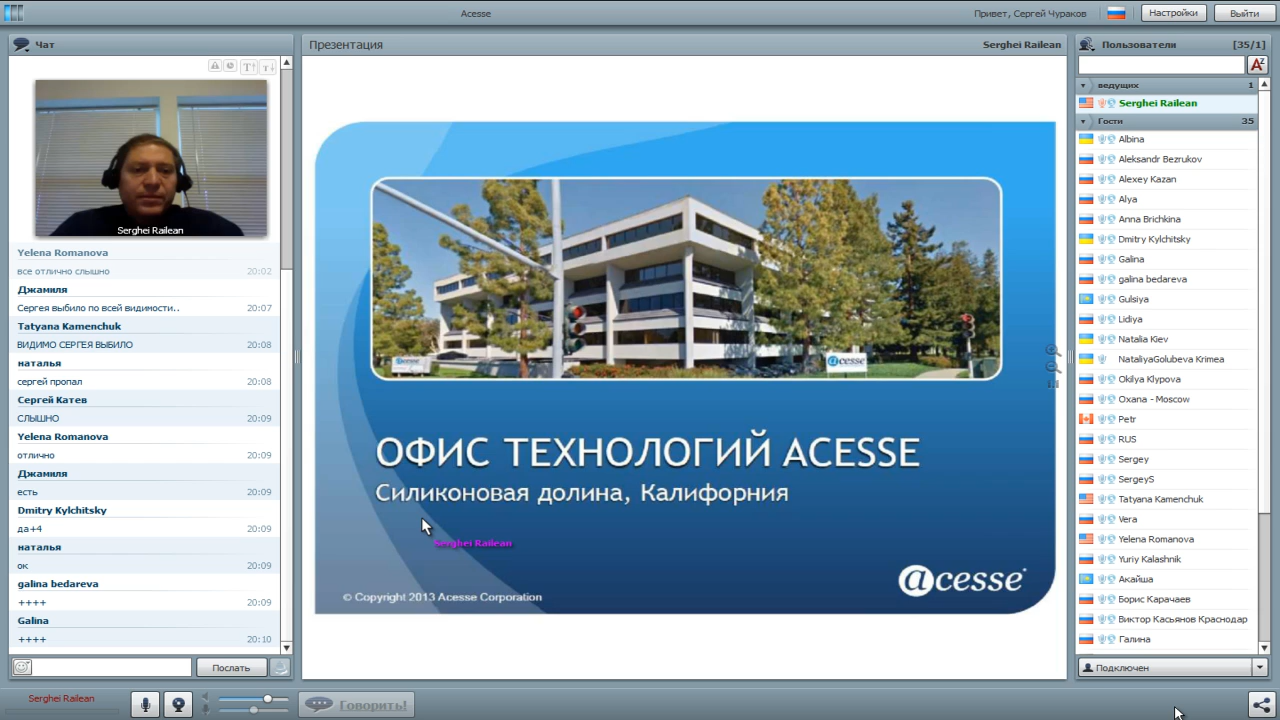 Acesse
Привет, Сергей Чураков
Настройки
Выйти
Чат
Serghei Railean
Yelena Romanova
все отлично слышно 20:02
Джамиля
Сергея выбило по всей видимости.. 20:07
Tatyana Kamenchuk
ВИДИМО СЕРГЕЯ ВЫБИЛО 20:08
наталья
сергей пропал 20:08
Сергей Катев
СЛЫШНО 20:09
Yelena Romanova
отлично 20:09
Джамиля
есть 20:09
Dmitry Kylchitsky
да+4 20:09
наталья
ок 20:09
galina bedareva
++++ 20:09
Galina
++++ 20:10
Послать
Презентация
Serghei Railean
acesse
acesse
ОФИС ТЕХНОЛОГИЙ ACESSE
Силиконовая долина, Калифорния
Serghei Railean
acesse
© Copyright 2013 Acesse Corporation
Пользователи [35/1]
ведущих 1
Serghei Railean
Гости 35
Albina
Aleksandr Bezrukov
Alexey Kazan
Alya
Anna Brichkina
Dmitry Kylchitsky
Galina
galina bedareva
Gulsiya
Lidiya
Natalia Kiev
NataliyaGolubeva Krimea
Okilya Klypova
Oxana - Moscow
Petr
RUS
Sergey
SergeyS
Tatyana Kamenchuk
Vera
Yelena Romanova
Yuriy Kalashnik
Акайша
Борис Карачаев
Виктор Касьянов Краснодар
Галина
Подключен
Serghei Railean
Говорить!